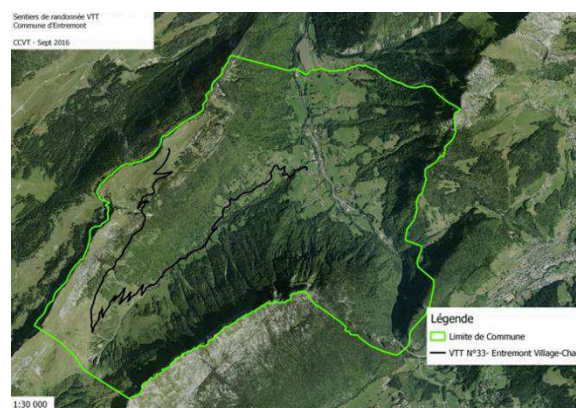 Sentiers de randonnée VTT
Commune d'Entremont
CCVT - Sept 2016
Légende
Limite de Commune
VTT N°33- Entremont Village-Cha
1:30 000